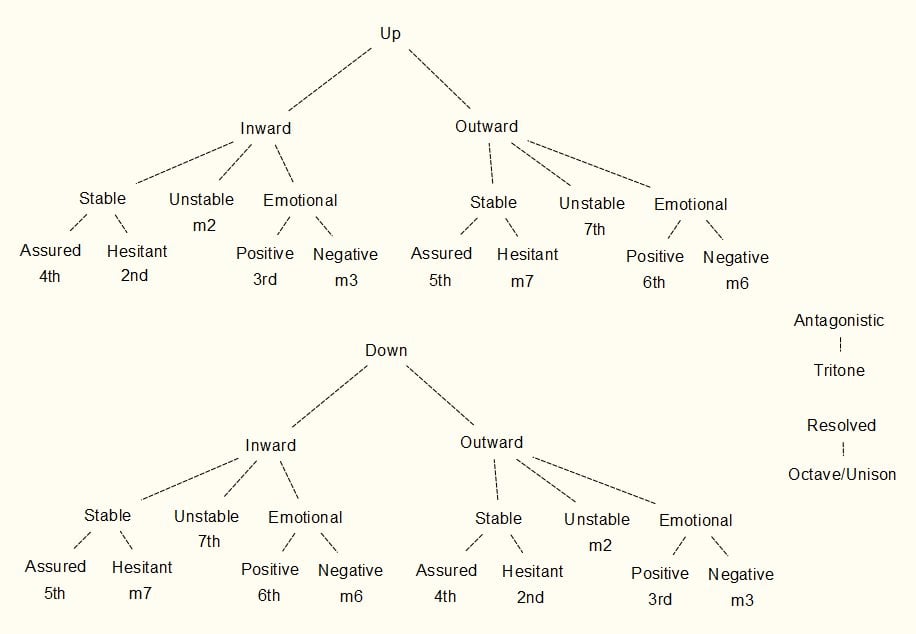 Up
Inward
Outward
Stable
Unstable
m2
Emotional
Stable
Unstable
7th
Emotional
Assured
4th
Hesitant
2nd
Positive
3rd
Negative
m3
Assured
5th
Hesitant
m7
Positive
6th
Negative
m6
Antagonistic
Tritone
Down
Inward
Outward
Resolved
Octave/Unison
Stable
Unstable
7th
Emotional
Stable
Unstable
m2
Emotional
Assured
5th
Hesitant
m7
Positive
6th
Negative
m6
Assured
4th
Hesitant
2nd
Positive
3rd
Negative
m3